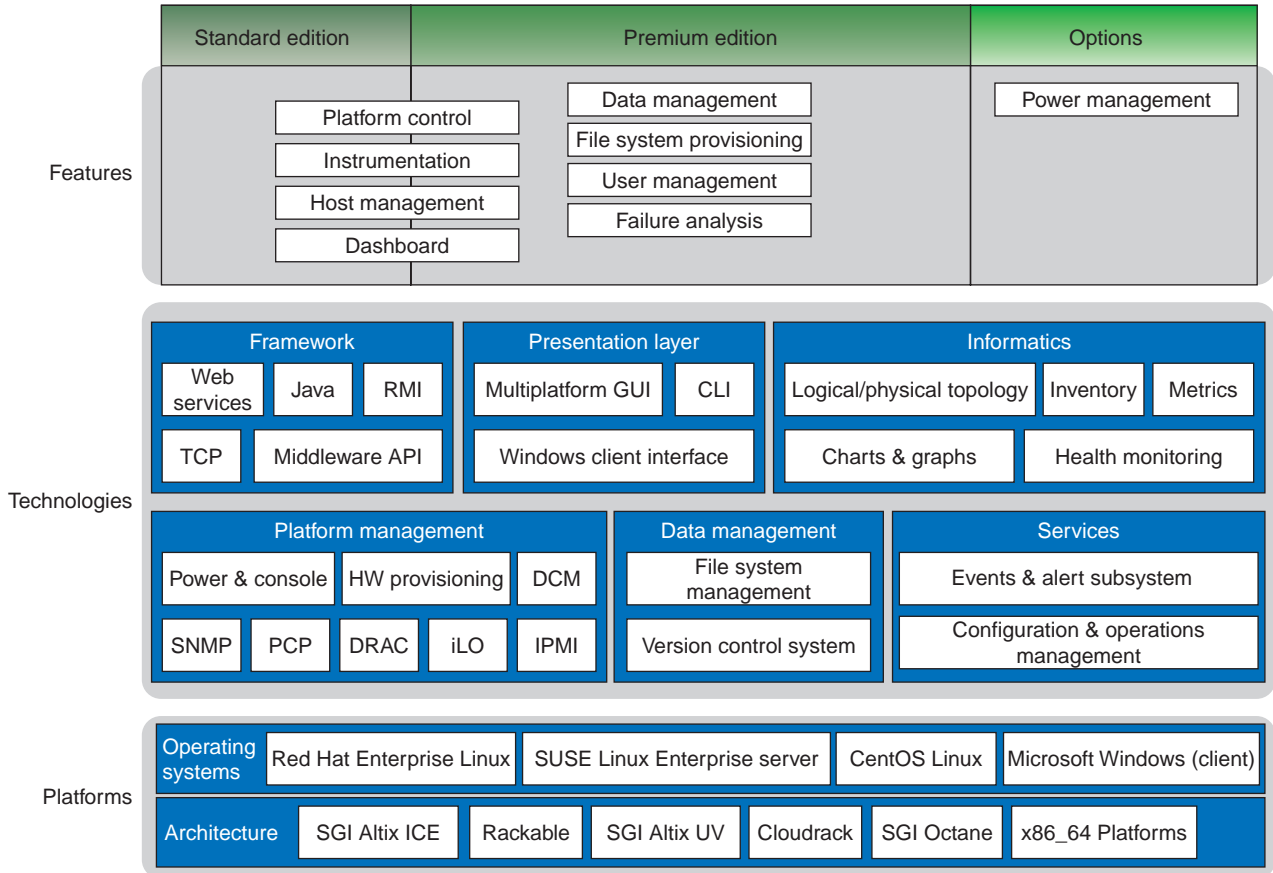 Standard edition
Premium edition
Options
Features
Platform control
Instrumentation
Host management
Dashboard
Data management
File system provisioning
User management
Failure analysis
Power management
Technologies
Framework
Web
services
Java
RMI
TCP
Middleware API
Presentation layer
Multiplatform GUI
CLI
Windows client interface
Informatics
Logical/physical topology
Inventory
Metrics
Charts & graphs
Health monitoring
Platform management
Power & console
HW provisioning
DCM
SNMP
PCP
DRAC
iLO
IPMI
Data management
File system
management
Version control system
Services
Events & alert subsystem
Configuration & operations
management
Platforms
Operating
systems
Red Hat Enterprise Linux
SUSE Linux Enterprise server
CentOS Linux
Microsoft Windows (client)
Architecture
SGI Altix ICE
Rackable
SGI Altix UV
Cloudrack
SGI Octane
x86_64 Platforms